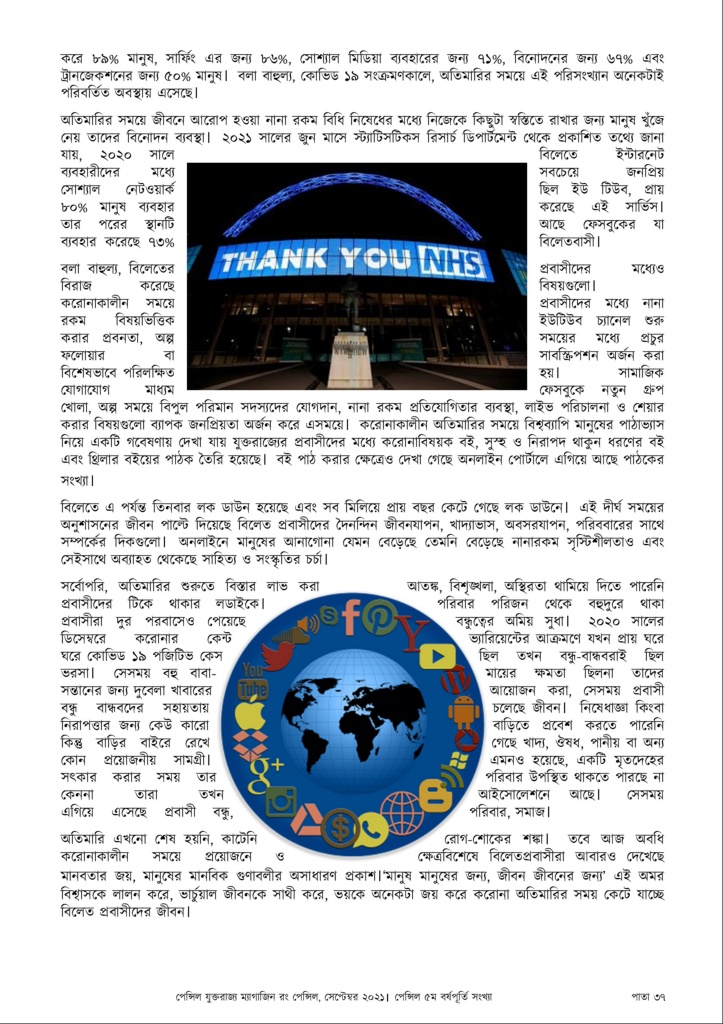 করে ৮৯% মানুষ, সার্ফিং এর জন্য ৮৬%, সোশ্যাল মিডিয়া ব্যবহারের জন্য ৭১%, বিনোদনের জন্য ৬৭% এবং
ট্রানজেকশনের জন্য ৫০% মানুষ। বলা বাহুল্য, কোভিড ১৯ সংক্রমণকালে, অতিমারির সময়ে এই পরিসংখ্যান অনেকটাই
পরিবর্তিত অবস্থায় এসেছে।
অতিমারির সময়ে জীবনে আরোপ হওয়া নানা রকম বিধি নিষেধের মধ্যে নিজেকে কিছুটা স্বস্তিতে রাখার জন্য মানুষ খুঁজে
নেয় তাদের বিনোদন ব্যবস্থা। ২০২১ সালের জুন মাসে স্ট্যাটিসটিকস রিসার্চ ডিপার্টমেন্ট থেকে প্রকাশিত তথ্যে জানা
যায়, ২০২০ সালে বিলেতে ইন্টারনেট
ব্যবহারীদের মধ্যে সবচেয়ে জনপ্রিয়
সোশ্যাল নেটওয়ার্ক ছিল ইউ টিউব, প্রায়
৮০% মানুষ ব্যবহার করেছে এই সার্ভিস।
তার পরের স্থানটি আছে ফেসবুকের যা
ব্যবহার করেছে ৭৩% বিলেতবাসী।
THANK YOU NHS
বলা বাহুল্য, বিলেতের প্রবাসীদের মধ্যেও
বিরাজ করেছে বিষয়গুলো।
করোনাকালীন সময়ে প্রবাসীদের মধ্যে নানা
রকম বিষয়ভিত্তিক ইউটিউব চ্যানেল শুরু
করার প্রবনতা, অল্প সময়ের মধ্যে প্রচুর
ফলোয়ার বা সাবস্ক্রিপশন অর্জন করা
বিশেষভাবে পরিলক্ষিত হয়। সামাজিক
যোগাযোগ মাধ্যম ফেসবুকে নতুন গ্রুপ
খোলা, অল্প সময়ে বিপুল পরিমান সদস্যদের যোগদান, নানা রকম প্রতিযোগিতার ব্যবস্থা, লাইভ পরিচালনা ও শেয়ার
করার বিষয়গুলো ব্যাপক জনপ্রিয়তা অর্জন করে এসময়ে। করোনাকালীন অতিমারির সময়ে বিশ্বব্যাপি মানুষের পাঠাভ্যাস
নিয়ে একটি গবেষণায় দেখা যায় যুক্তরাজ্যের প্রবাসীদের মধ্যে করোনাবিষয়ক বই, সুস্হ ও নিরাপদ থাকুন ধরণের বই
এবং থ্রিলার বইয়ের পাঠক তৈরি হয়েছে। বই পাঠ করার ক্ষেত্রেও দেখা গেছে অনলাইন পোর্টালে এগিয়ে আছে পাঠকের
সংখ্যা।
বিলেতে এ পর্যন্ত তিনবার লক ডাউন হয়েছে এবং সব মিলিয়ে প্রায় বছর কেটে গেছে লক ডাউনে। এই দীর্ঘ সময়ের
অনুশাসনের জীবন পাল্টে দিয়েছে বিলেত প্রবাসীদের দৈনন্দিন জীবনযাপন, খাদ্যাভাস, অবসরযাপন, পরিববারের সাথে
সম্পর্কের দিকগুলো। অনলাইনে মানুষের আনাগোনা যেমন বেড়েছে তেমনি বেড়েছে নানারকম সৃস্টিশীলতাও এবং
সেইসাথে অব্যাহত থেকেছে সাহিত্য ও সংস্কৃতির চর্চা।
সর্বোপরি, অতিমারির শুরুতে বিস্তার লাভ করা আতঙ্ক, বিশৃঙ্খলা, অস্থিরতা থামিয়ে দিতে পারেনি
প্রবাসীদের টিকে থাকার লডাইকে। পরিবার পরিজন থেকে বহুদুরে থাকা
প্রবাসীরা দুর পরবাসেও পেয়েছে বন্ধুত্বের অমিয় সুধা। ২০২০ সালের
ডিসেম্বরে করোনার কেন্ট ভ্যারিয়েন্টের আক্রমণে যখন প্রায় ঘরে
ঘরে কোভিড ১৯ পজিটিভ কেস ছিল তখন বন্ধু-বান্ধবরাই ছিল
ভরসা। সেসময় বহু বাবা- মায়ের ক্ষমতা ছিলনা তাদের
সন্তানের জন্য দুবেলা খাবারের আয়োজন করা, সেসময় প্রবাসী
বন্ধু বান্ধবদের সহায়তায় চলেছে জীবন। নিষেধাজ্ঞা কিংবা
নিরাপত্তার জন্য কেউ কারো বাড়িতে প্রবেশ করতে পারেনি
কিন্তু বাড়ির বাইরে রেখে গেছে খাদ্য, ঔষধ, পানীয় বা অন্য
কোন প্রয়োজনীয় সামগ্রী। এমনও হয়েছে, একটি মৃতদেহের
সৎকার করার সময় তার পরিবার উপস্থিত থাকতে পারছে না
কেননা তারা তখন আইসোলেশনে আছে। সেসময়
এগিয়ে এসেছে প্রবাসী বন্ধু, পরিবার, সমাজ।
You
Tube
g+
অতিমারি এখনো শেষ হয়নি, কাটেনি রোগ-শোকের শঙ্কা। তবে আজ অবধি
করোনাকালীন সময়ে প্রয়োজনে ও ক্ষেত্রবিশেষে বিলেতপ্রবাসীরা আবারও দেখেছে
মানবতার জয়, মানুষের মানবিক গুণাবলীর অসাধারণ প্রকাশ।‘মানুষ মানুষের জন্য, জীবন জীবনের জন্য’ এই অমর
বিশ্বাসকে লালন করে, ভার্চুয়াল জীবনকে সাথী করে, ভয়কে অনেকটা জয় করে করোনা অতিমারির সময় কেটে যাচ্ছে
বিলেত প্রবাসীদের জীবন।
পেন্সিল যুক্তরাজ্য ম্যাগাজিন রং পেন্সিল, সেপ্টেম্বর ২০২১। পেন্সিল ৫ম বর্ষপূর্তি সংখ্যা পাতা ৩৭